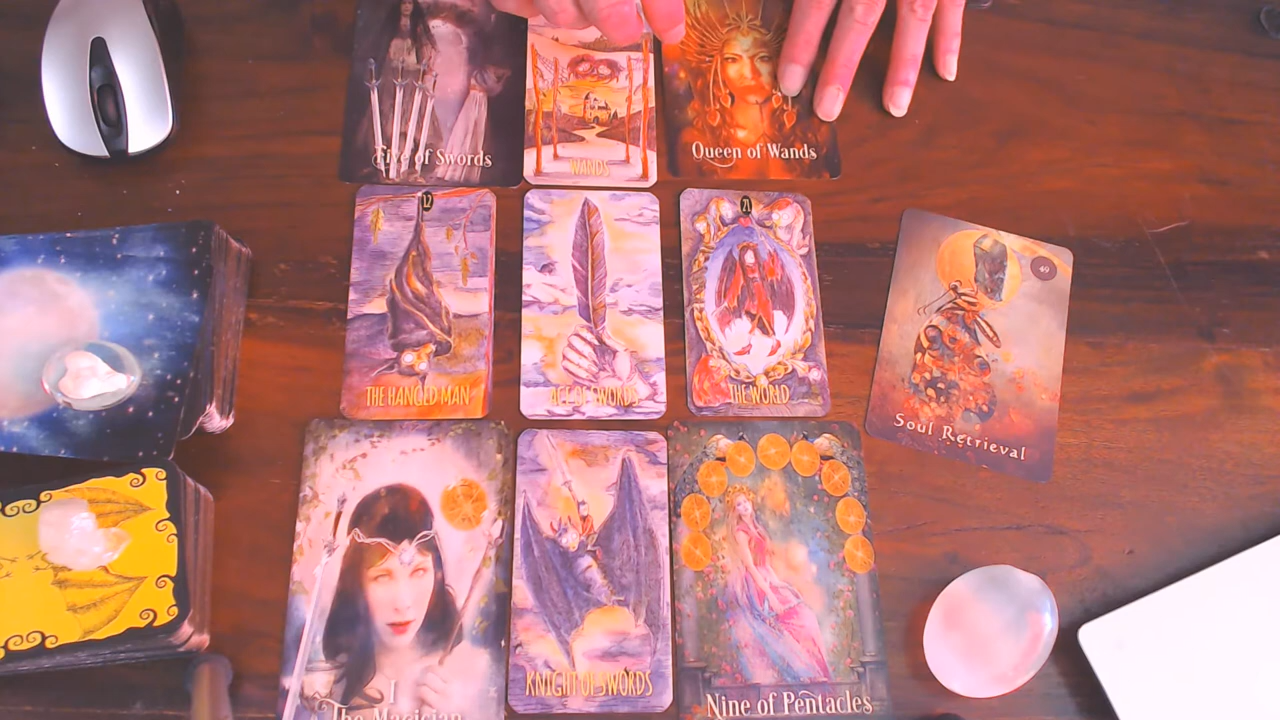 Five of Swords
WANDS
Queen of Wands
12
THE HANGED MAN
ACE OF SWORDS
21
THE WORLD
49
Soul Retrieval
I
The Magician
KNIGHT OF SWORDS
Nine of Pentacles